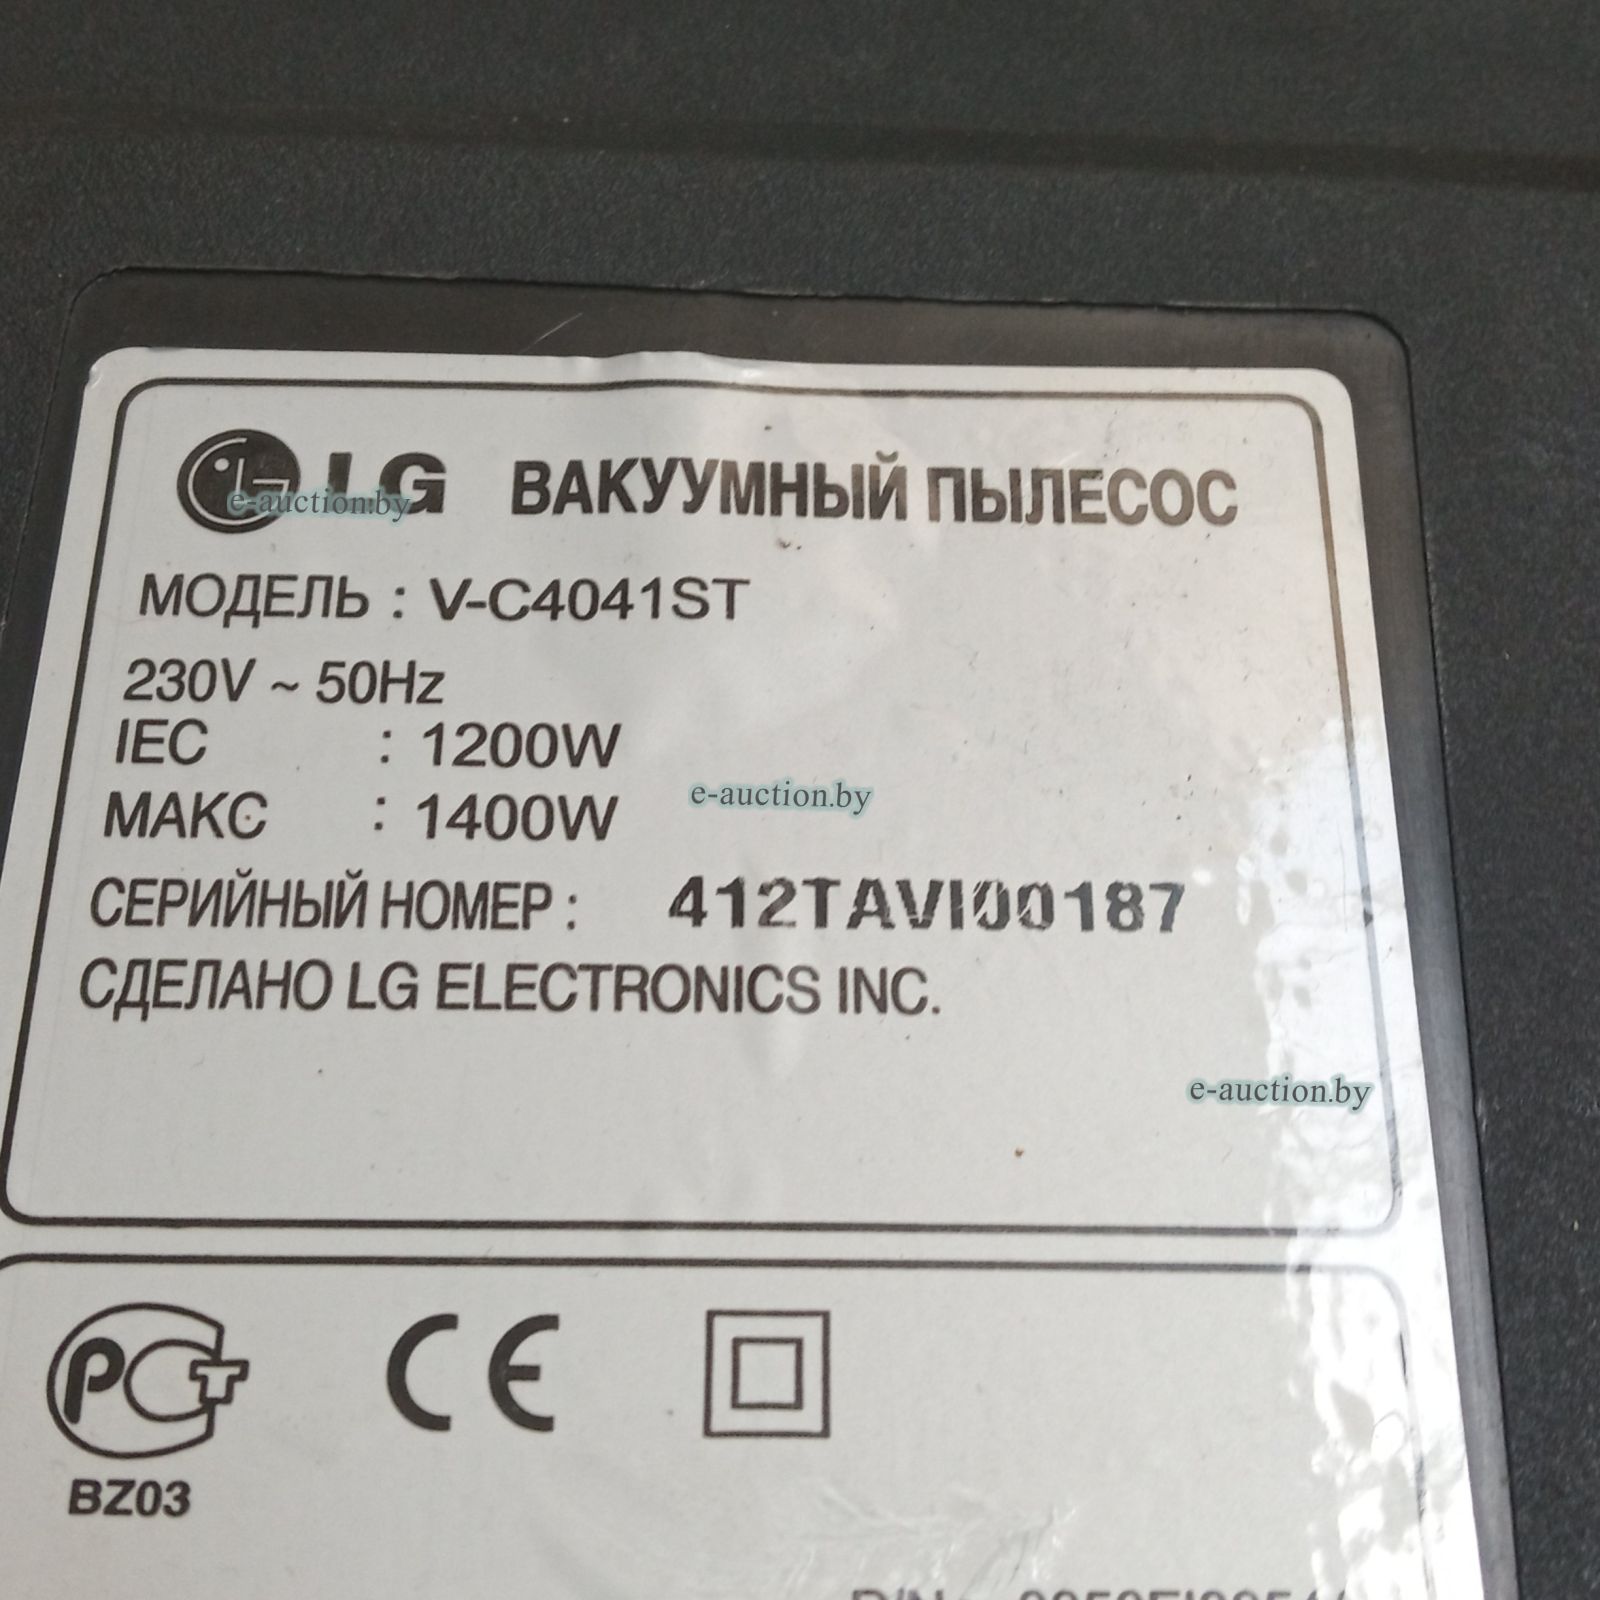 LG ВАКУУМНЫЙ ПЫЛЕСОС
e-auction.by
МОДЕЛЬ : V-C4041ST
230V ~ 50Hz
IEC : 1200W
МАКС : 1400W
e-auction.by
СЕРИЙНЫЙ НОМЕР : 412TAVI00187
СДЕЛАНО LG ELECTRONICS INC.
e-auction.by
РСТ CE
BZ03